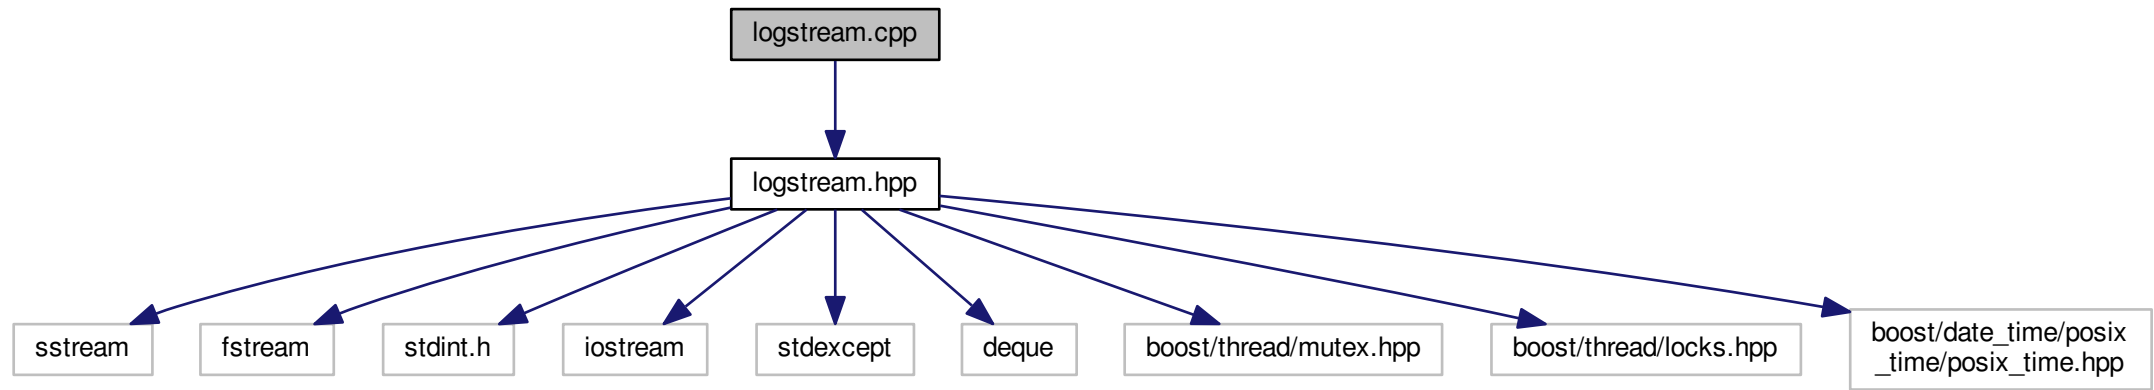 logstream.cpp
logstream.hpp
sstream
fstream
stdint.h
iostream
stdexcept
deque
boost/thread/mutex.hpp
boost/thread/locks.hpp
boost/date_time/posix
_time/posix_time.hpp